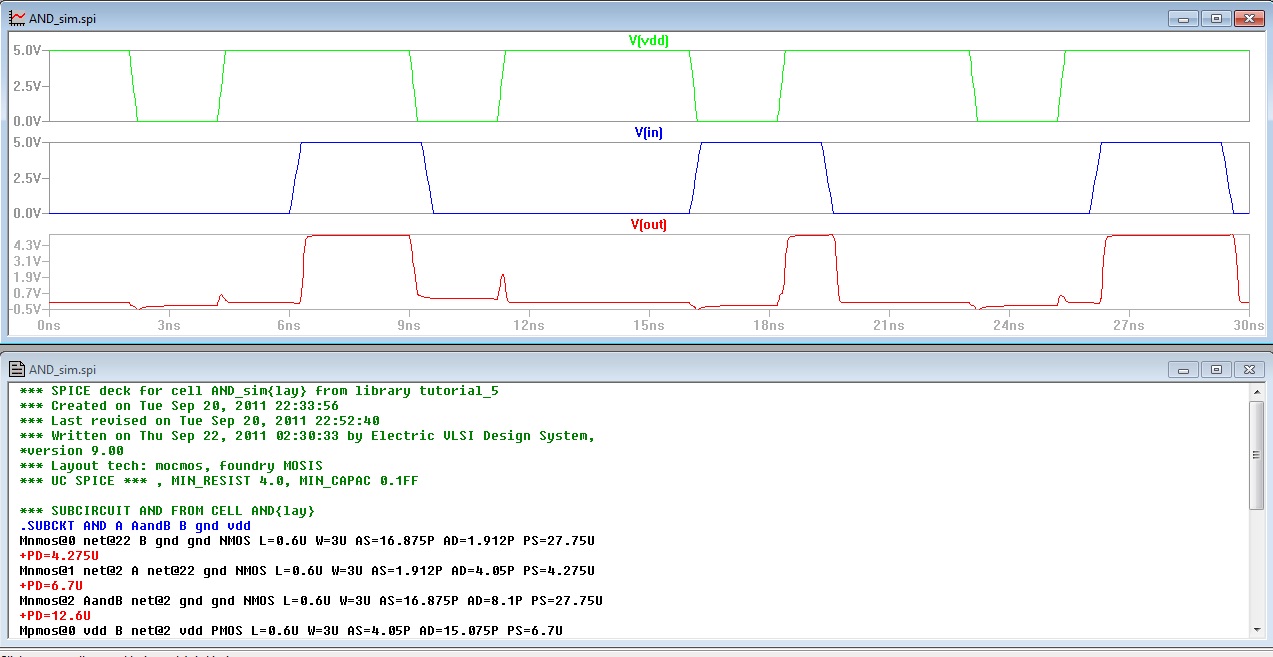 AND_sim.spi
V(vdd)
5.0V
2.5V
0.0V
V(in)
5.0V
2.5V
0.0V
V(out)
4.3V
3.1V
1.9V
0.7V
-0.5V
0ns 3ns 6ns 9ns 12ns 15ns 18ns 21ns 24ns 27ns 30ns
AND_sim.spi
*** SPICE deck for cell AND_sim{lay} from library tutorial_5
*** Created on Tue Sep 20, 2011 22:33:56
*** Last revised on Tue Sep 20, 2011 22:52:40
*** Written on Thu Sep 22, 2011 02:30:33 by Electric VLSI Design System,
*version 9.00
*** Layout tech: mocmos, foundry MOSIS
*** UC SPICE *** , MIN_RESIST 4.0, MIN_CAPAC 0.1FF
*** SUBCIRCUIT AND FROM CELL AND{lay}
.SUBCKT AND A AandB B gnd vdd
Mnmos@0 net@22 B gnd gnd NMOS L=0.6U W=3U AS=16.875P AD=1.912P PS=27.75U
+PD=4.275U
Mnmos@1 net@2 A net@22 gnd NMOS L=0.6U W=3U AS=1.912P AD=4.05P PS=4.275U
+PD=6.7U
Mnmos@2 AandB net@2 gnd gnd NMOS L=0.6U W=3U AS=16.875P AD=8.1P PS=27.75U
+PD=12.6U
Mpmos@0 vdd B net@2 vdd PMOS L=0.6U W=3U AS=4.05P AD=15.075P PS=6.7U